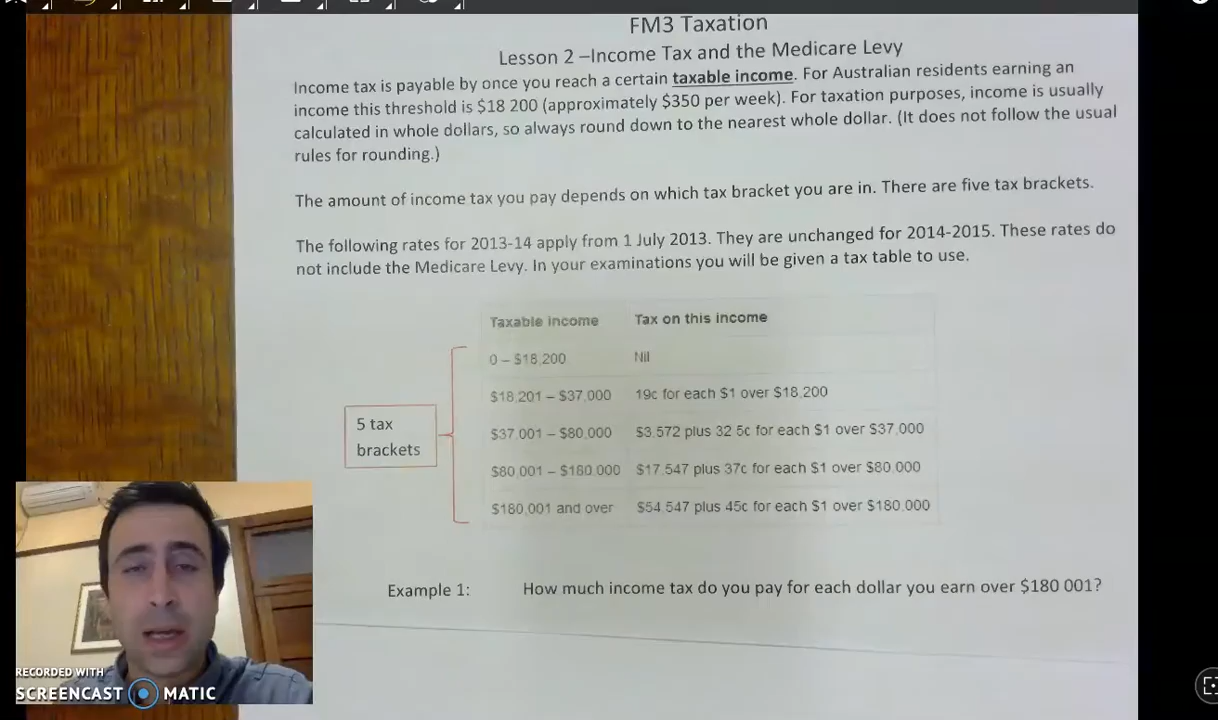 FM3 Taxation
Lesson 2 –Income Tax and the Medicare Levy
Income tax is payable by once you reach a certain taxable income. For Australian residents earning an
income this threshold is $18 200 (approximately $350 per week). For taxation purposes, income is usually
calculated in whole dollars, so always round down to the nearest whole dollar. (It does not follow the usual
rules for rounding.)
The amount of income tax you pay depends on which tax bracket you are in. There are five tax brackets.
The following rates for 2013-14 apply from 1 July 2013. They are unchanged for 2014-2015. These rates do
not include the Medicare Levy. In your examinations you will be given a tax table to use.
Taxable income Tax on this income
0 – $18,200 Nil
$18,201 – $37,000 19c for each $1 over $18,200
$37,001 – $80,000 $3,572 plus 32.5c for each $1 over $37,000
$80,001 – $180,000 $17,547 plus 37c for each $1 over $80,000
$180,001 and over $54,547 plus 45c for each $1 over $180,000
5 tax
brackets
Example 1: How much income tax do you pay for each dollar you earn over $180 001?
RECORDED WITH
SCREENCAST MATIC